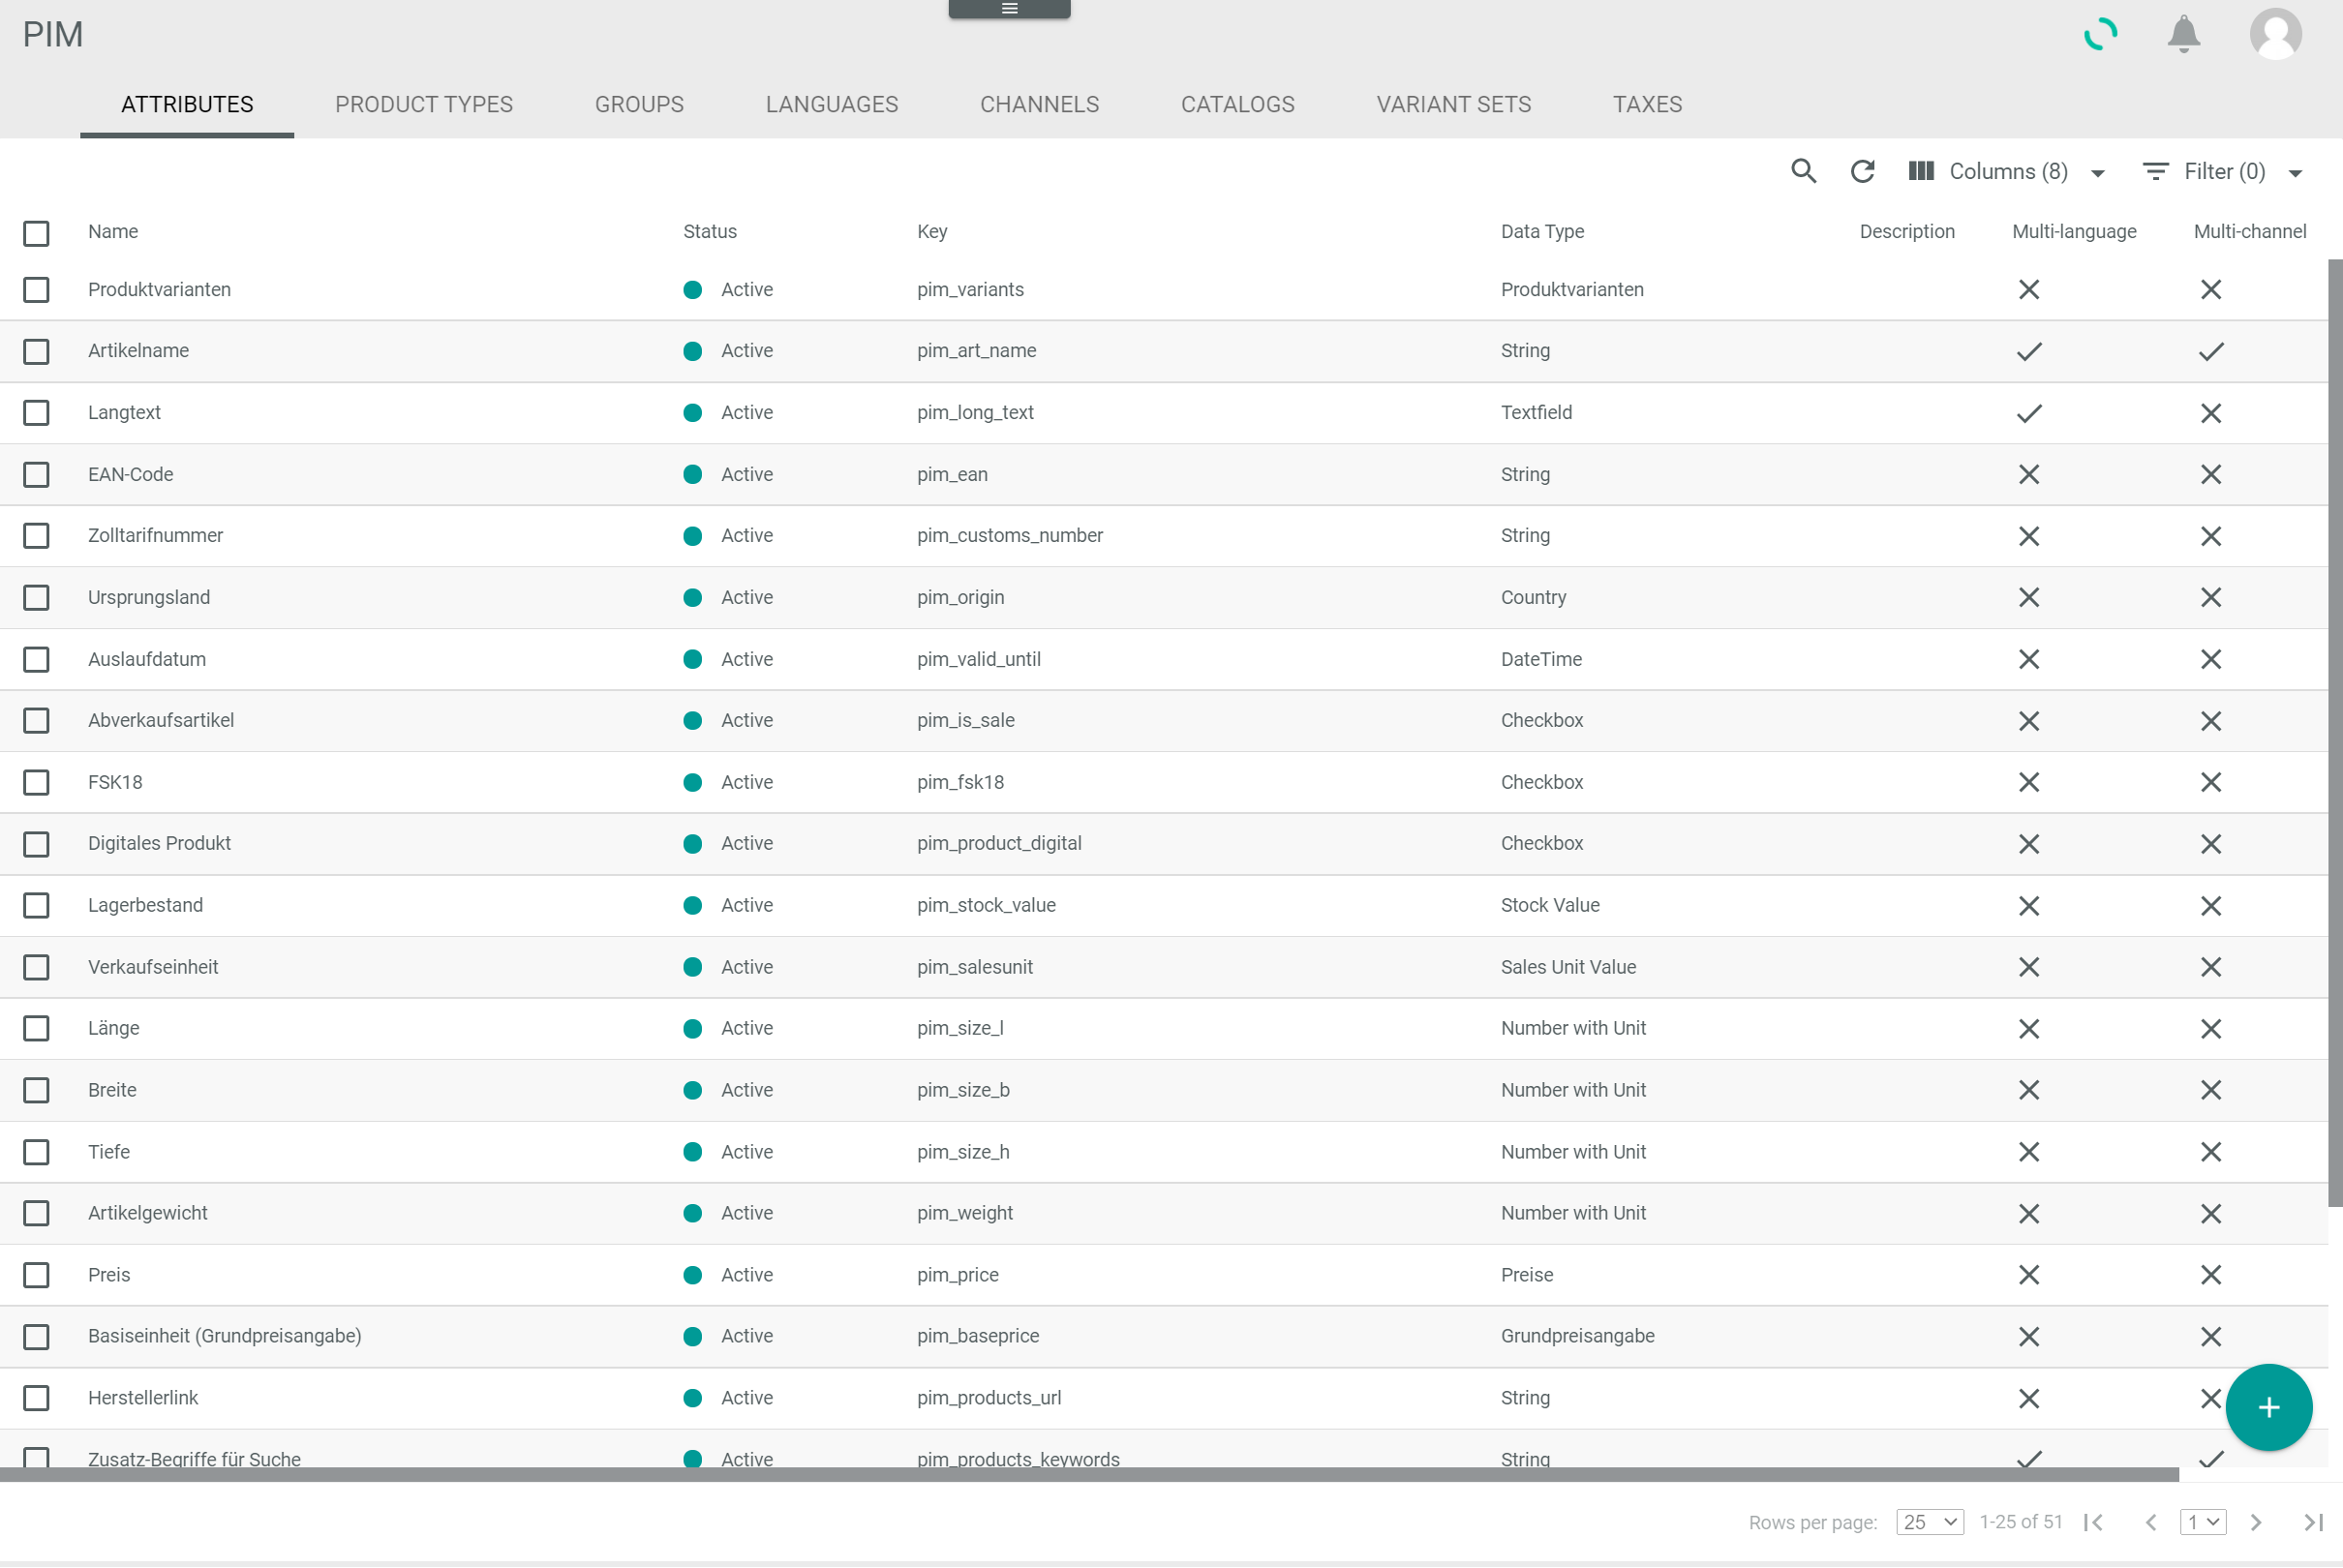 PIM
ATTRIBUTES PRODUCT TYPES GROUPS LANGUAGES CHANNELS CATALOGS VARIANT SETS TAXES
Columns (8) Filter (0)
Name Status Key Data Type Description Multi-language Multi-channel
Produktvarianten Active pim_variants Produktvarianten
Artikelname Active pim_art_name String
Langtext Active pim_long_text Textfield
EAN-Code Active pim_ean String
Zolltarifnummer Active pim_customs_number String
Ursprungsland Active pim_origin Country
Auslaufdatum Active pim_valid_until DateTime
Abverkaufsartikel Active pim_is_sale Checkbox
FSK18 Active pim_fsk18 Checkbox
Digitales Produkt Active pim_product_digital Checkbox
Lagerbestand Active pim_stock_value Stock Value
Verkaufseinheit Active pim_salesunit Sales Unit Value
Länge Active pim_size_l Number with Unit
Breite Active pim_size_b Number with Unit
Tiefe Active pim_size_h Number with Unit
Artikelgewicht Active pim_weight Number with Unit
Preis Active pim_price Preise
Basiseinheit (Grundpreisangabe) Active pim_baseprice Grundpreisangabe
Herstellerlink Active pim_products_url String
Zusatz-Begriffe für Suche Active pim_products_keywords String
Rows per page: 25 1-25 of 51 1